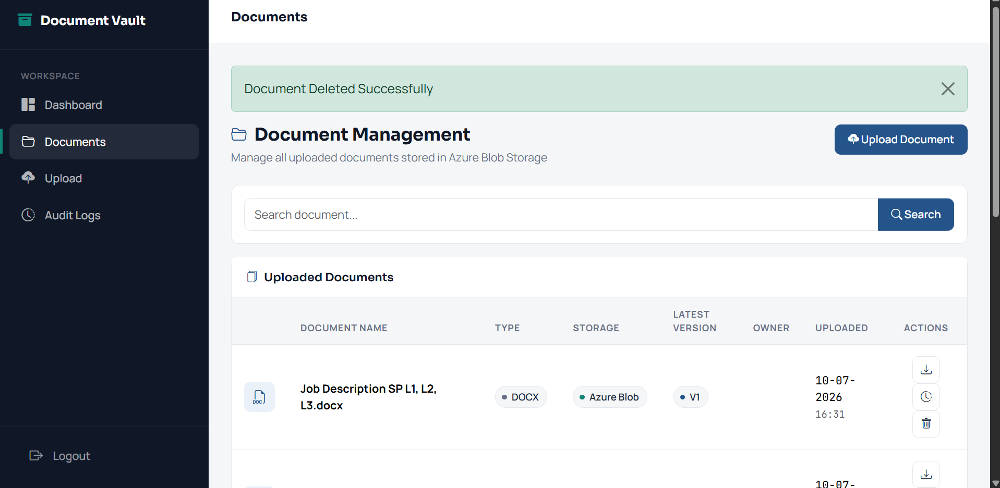 Document Vault
Documents
WORKSPACE
Dashboard
Documents
Upload
Audit Logs
Logout
Document Deleted Successfully
Document Management
Manage all uploaded documents stored in Azure Blob Storage
Upload Document
Search document...
Search
Uploaded Documents
DOCUMENT NAME TYPE STORAGE LATEST VERSION OWNER UPLOADED ACTIONS
DOC
Job Description SP L1, L2,
L3.docx
DOCX
Azure Blob
V1
10-07-
2026
16:31
10-07-